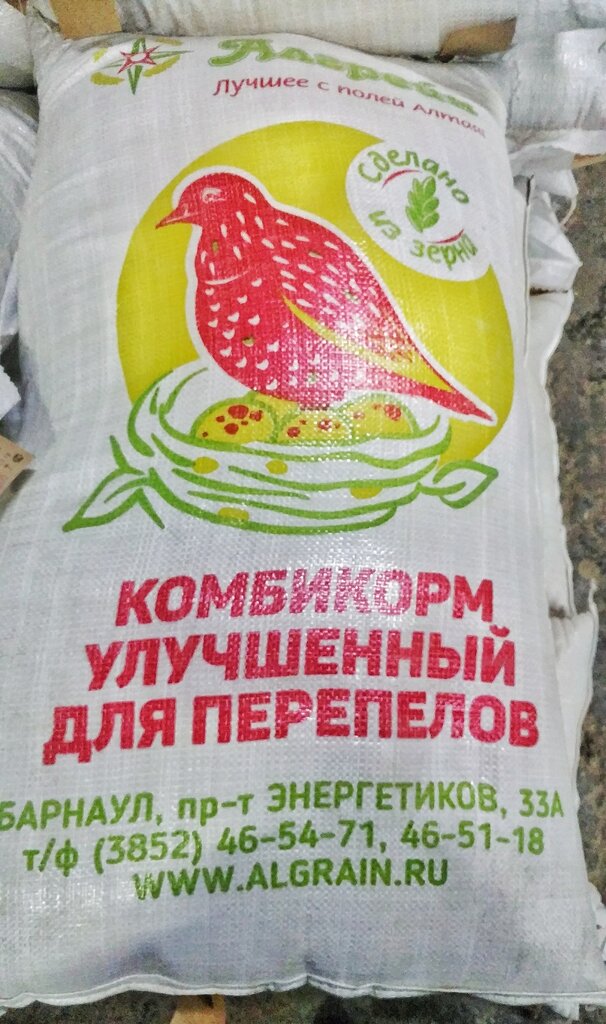 Алтрейн
Лучшее с полей Алтая
Сделано
из зерна
КОМБИКОРМ
УЛУЧШЕННЫЙ
ДЛЯ ПЕРЕПЕЛОВ
БАРНАУЛ, пр-т ЭНЕРГЕТИКОВ, 33А
т/ф (3852) 46-54-71, 46-51-18
WWW.ALGRAIN.RU